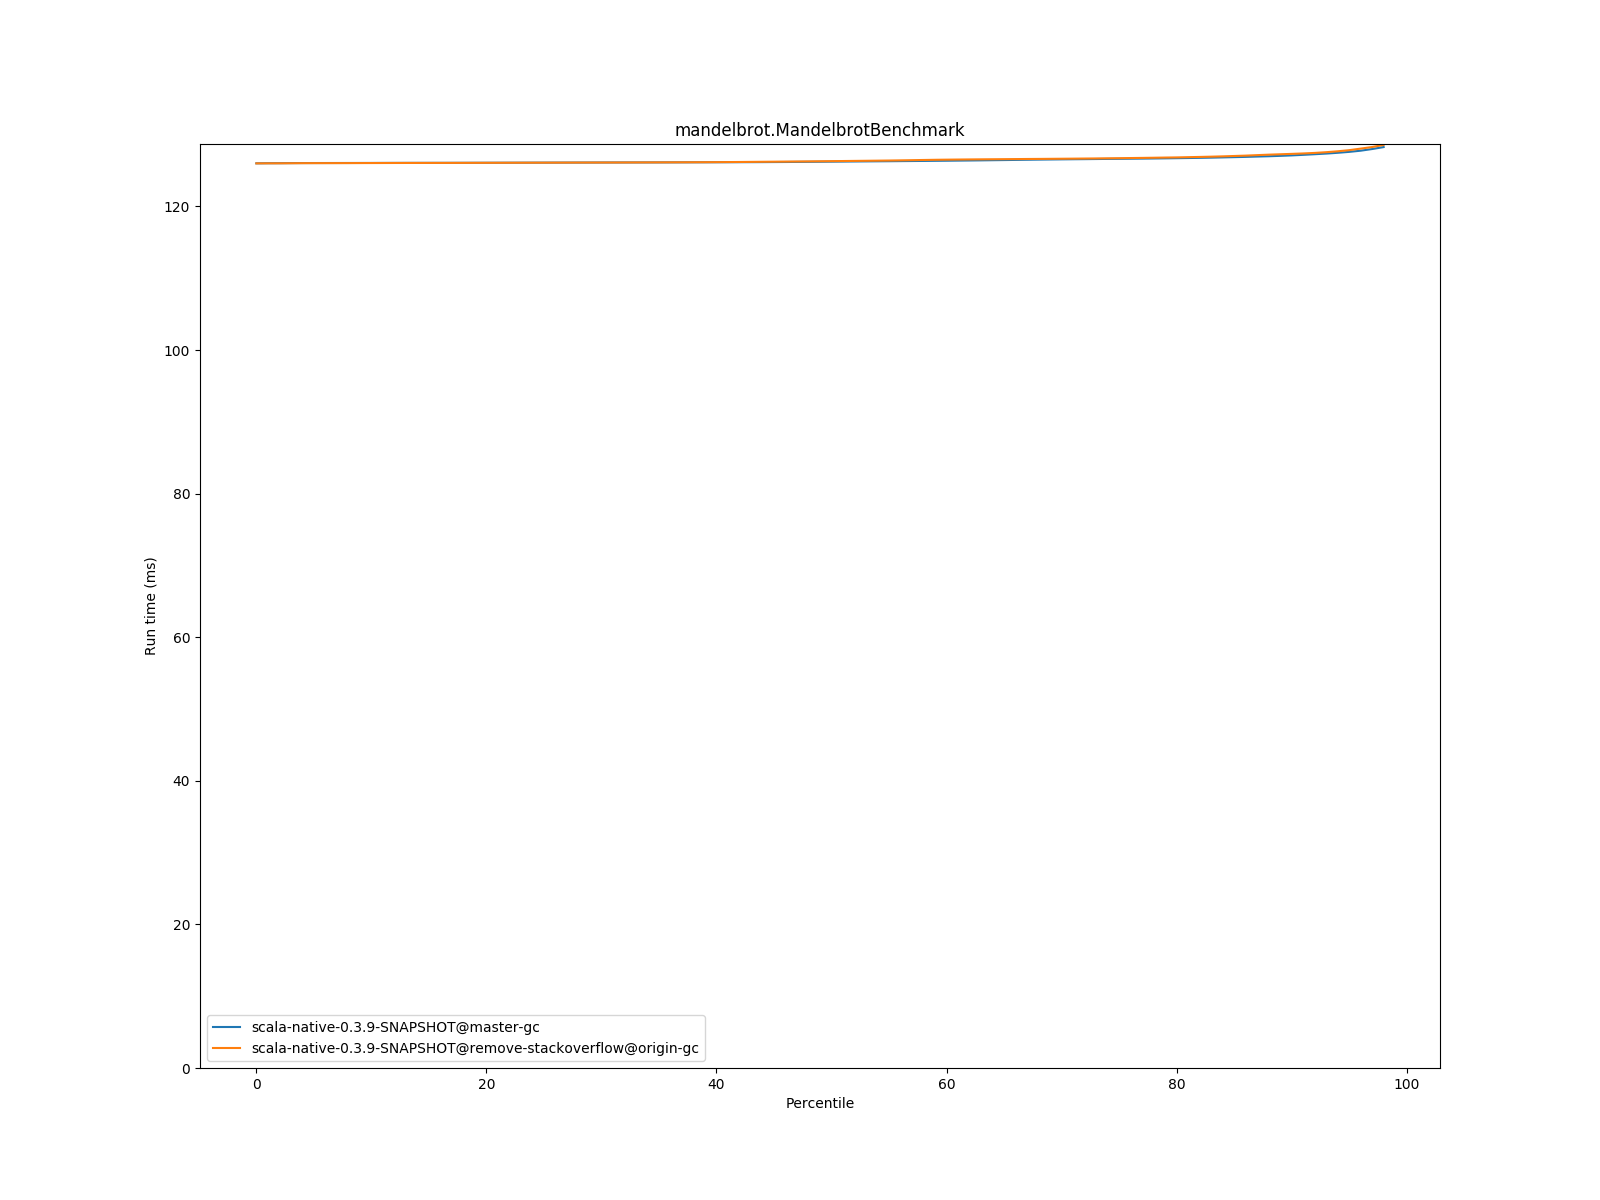 mandelbrot.MandelbrotBenchmark
120
100
80
60
40
20
0
Run time (ms)
scala-native-0.3.9-SNAPSHOT@master-gc
scala-native-0.3.9-SNAPSHOT@remove-stackoverflow@origin-gc
0 20 40 60 80 100
Percentile